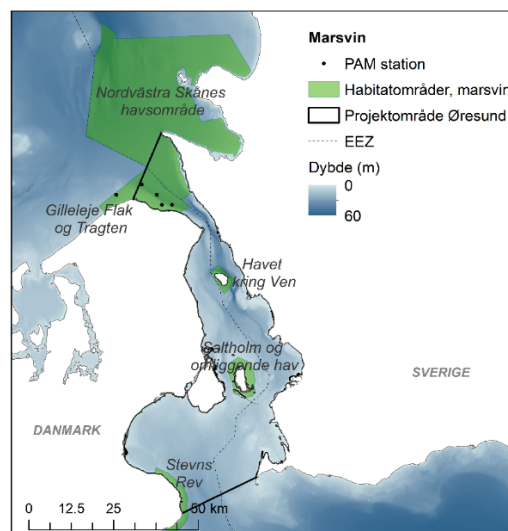 Marsvin
PAM station
Habitatområder, marsvin
Projektområde Øresund
EEZ
Dybde (m)
0
60
Nordvästra Skånes
havsområde
Gilleleje Flak
og Tragten
Havet
kring Ven
Saltholm og
omliggende hav
SVERIGE
DANMARK
Stevns
Rev
0 12.5 25 50 km